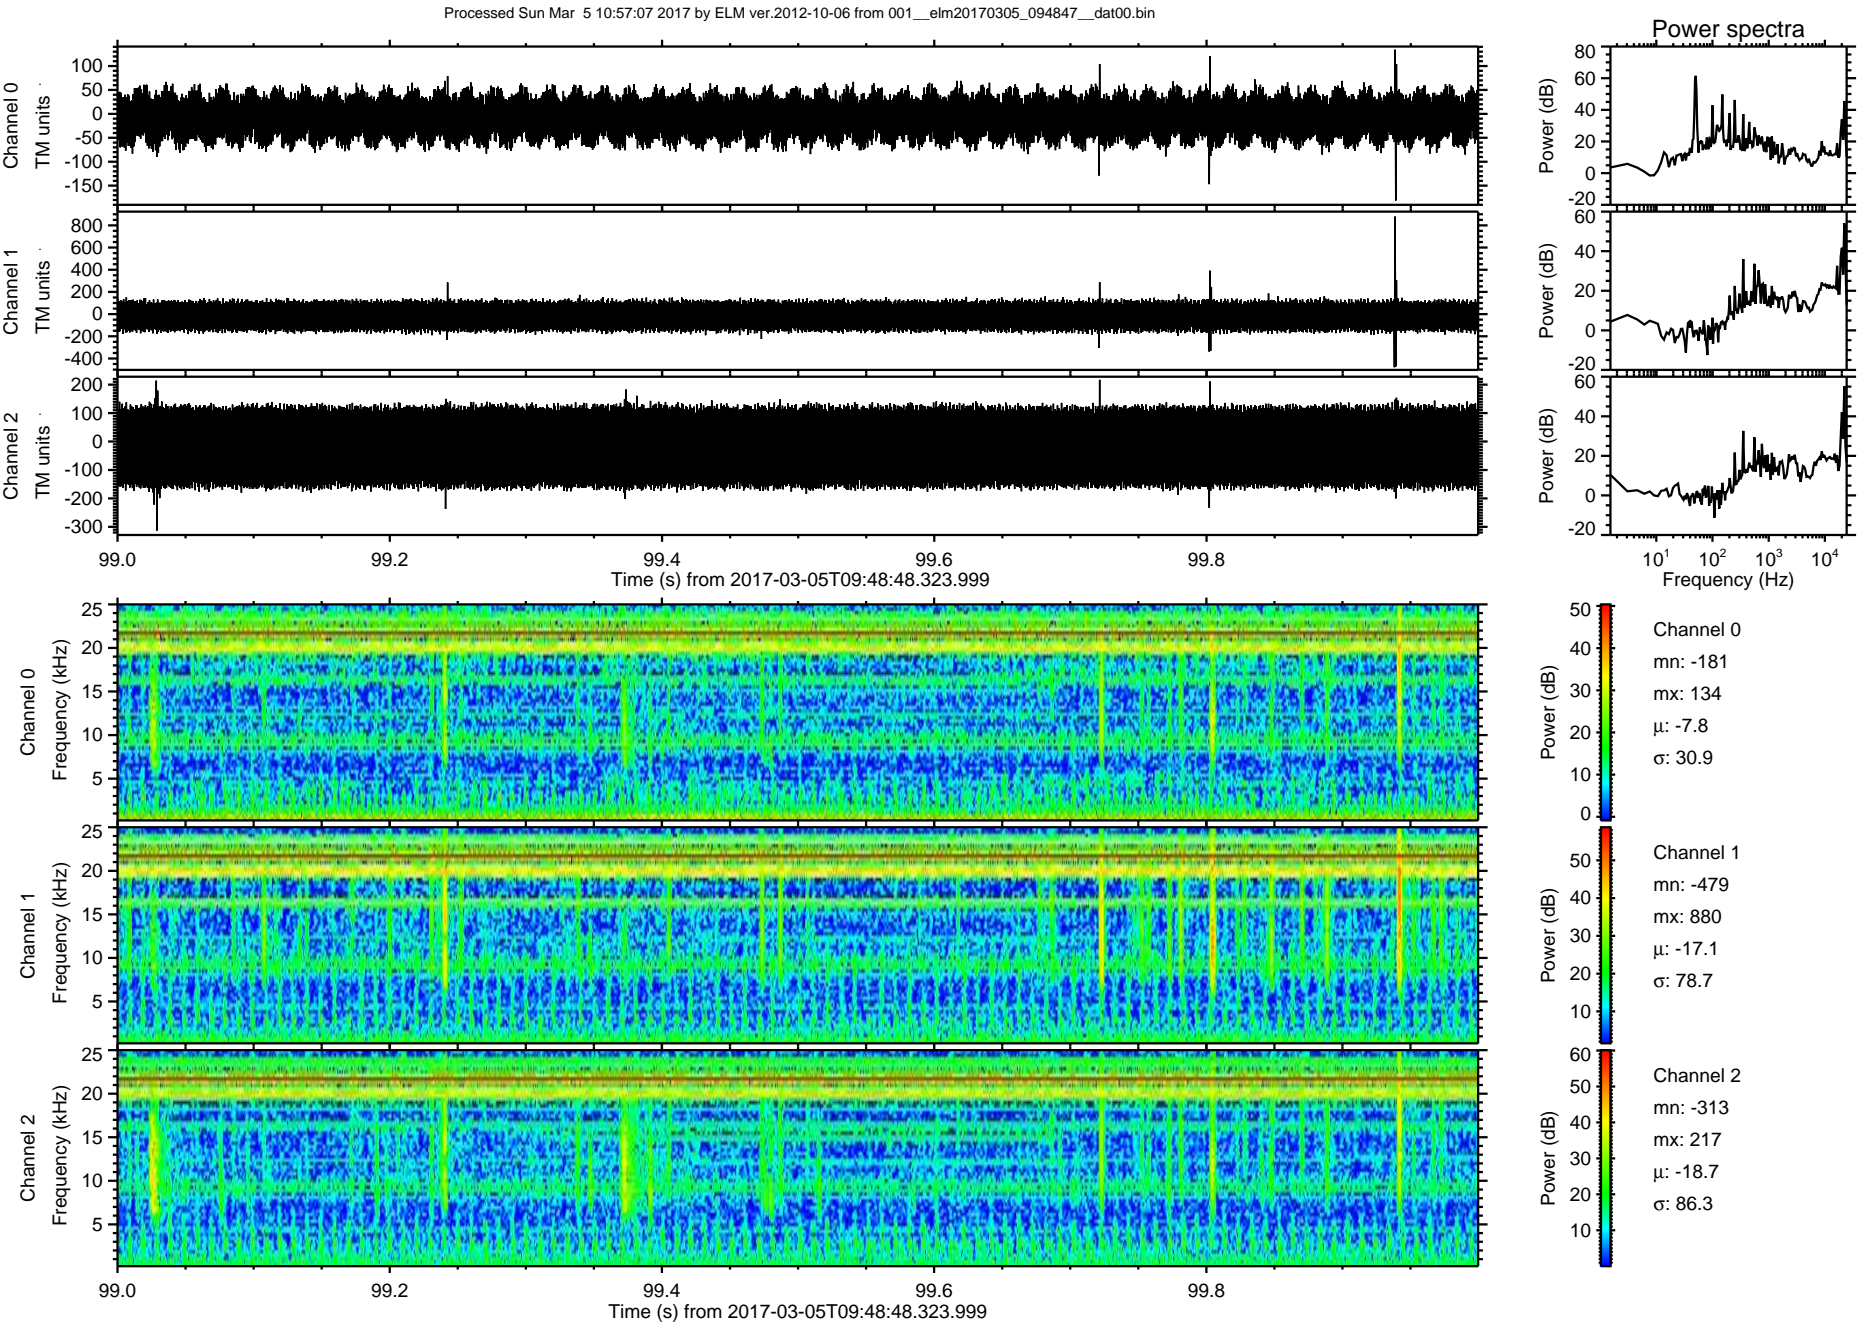 Processed Sun Mar  5 10:57:07 2017 by ELM ver.2012-10-06 from 001__elm20170305_094847__dat00.bin
Power spectra
Channel 0
TM units
100
50
0
-50
-100
-150
Power (dB)
80
60
40
20
0
-20
Channel 1
TM units
800
600
400
200
0
-200
-400
Power (dB)
60
40
20
0
-20
Channel 2
TM units
200
100
0
-100
-200
-300
Power (dB)
60
40
20
0
-20
99.0 99.2 99.4 99.6 99.8
Time (s) from 2017-03-05T09:48:48.323.999
10¹ 10² 10³ 10⁴
Frequency (Hz)
Channel 0
Frequency (kHz)
25
20
15
10
5
Power (dB)
50
40
30
20
10
0
Channel 0
mn: -181
mx: 134
μ: -7.8
σ: 30.9
Channel 1
Frequency (kHz)
25
20
15
10
5
Power (dB)
50
40
30
20
10
Channel 1
mn: -479
mx: 880
μ: -17.1
σ: 78.7
Channel 2
Frequency (kHz)
25
20
15
10
5
Power (dB)
60
50
40
30
20
10
Channel 2
mn: -313
mx: 217
μ: -18.7
σ: 86.3
99.0 99.2 99.4 99.6 99.8
Time (s) from 2017-03-05T09:48:48.323.999